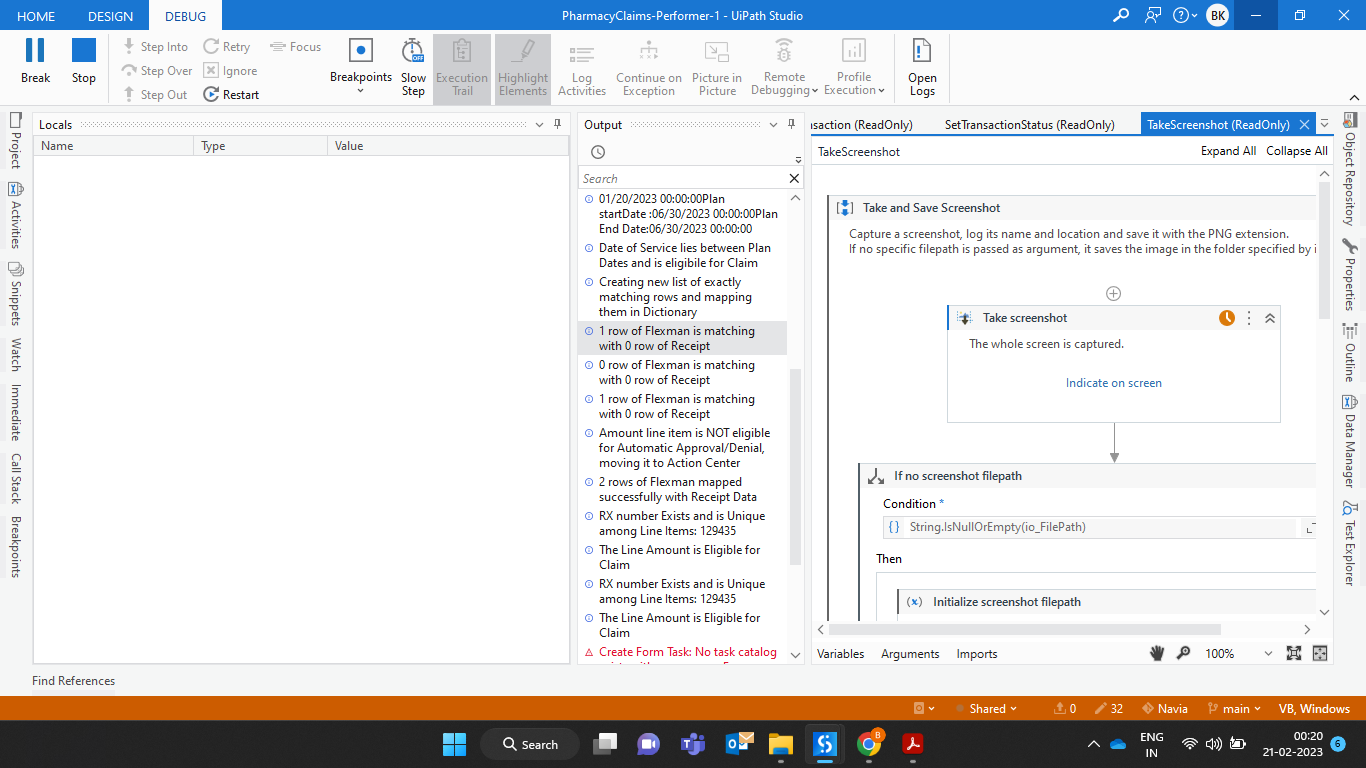 HOME DESIGN DEBUG PharmacyClaims-Performer-1 - UiPath Studio BK
Break
Stop
Step Into
Step Over
Step Out
Retry
Ignore
Restart
Focus
Breakpoints
Slow
Step
Execution
Trail
Highlight
Elements
Log
Activities
Continue on
Exception
Picture in
Picture
Remote
Debugging
Profile
Execution
Open
Logs
Project
Activities
Snippets
Watch
Immediate
Call Stack
Breakpoints
Locals
Name Type Value
Output
Search
01/20/2023 00:00:00Plan
startDate :06/30/2023 00:00:00Plan
End Date:06/30/2023 00:00:00
Date of Service lies between Plan
Dates and is eligibile for Claim
Creating new list of exactly
matching rows and mapping
them in Dictionary
1 row of Flexman is matching
with 0 row of Receipt
0 row of Flexman is matching
with 0 row of Receipt
1 row of Flexman is matching
with 0 row of Receipt
Amount line item is NOT eligible
for Automatic Approval/Denial,
moving it to Action Center
2 rows of Flexman mapped
successfully with Receipt Data
RX number Exists and is Unique
among Line Items: 129435
The Line Amount is Eligible for
Claim
RX number Exists and is Unique
among Line Items: 129435
The Line Amount is Eligible for
Claim
Create Form Task: No task catalog
nsaction (ReadOnly) SetTransactionStatus (ReadOnly) TakeScreenshot (ReadOnly)
TakeScreenshot Expand All Collapse All
Take and Save Screenshot
Capture a screenshot, log its name and location and save it with the PNG extension.
If no specific filepath is passed as argument, it saves the image in the folder specified by i
Take screenshot
The whole screen is captured.
Indicate on screen
If no screenshot filepath
Condition *
String.IsNullOrEmpty(io_FilePath)
Then
(x) Initialize screenshot filepath
Variables Arguments Imports 100%
Object Repository
Properties
Outline
Data Manager
Test Explorer
Find References
Shared 0 32 Navia main VB, Windows
Search
ENG
IN
00:20
21-02-2023
6